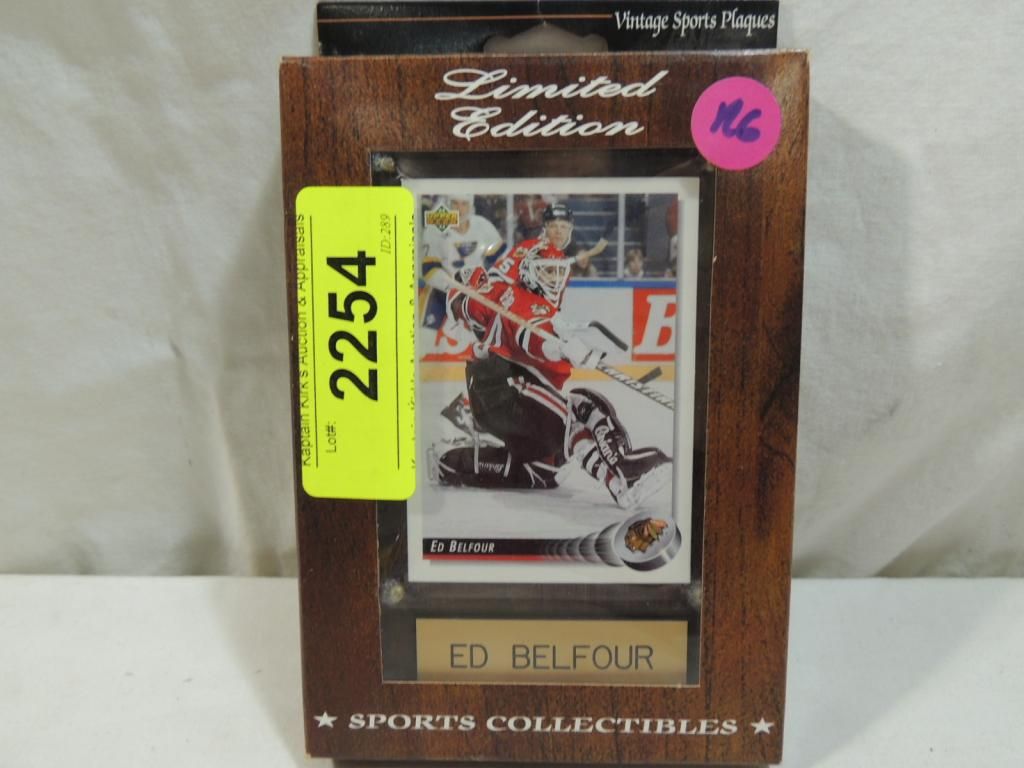 Vintage Sports Plaques
Limited
Edition
NG
Kaptain Kirk's Auction & Appraisals
Lot#:
2254
ID:289
ED BELFOUR
ED BELFOUR
★ SPORTS COLLECTIBLES ★